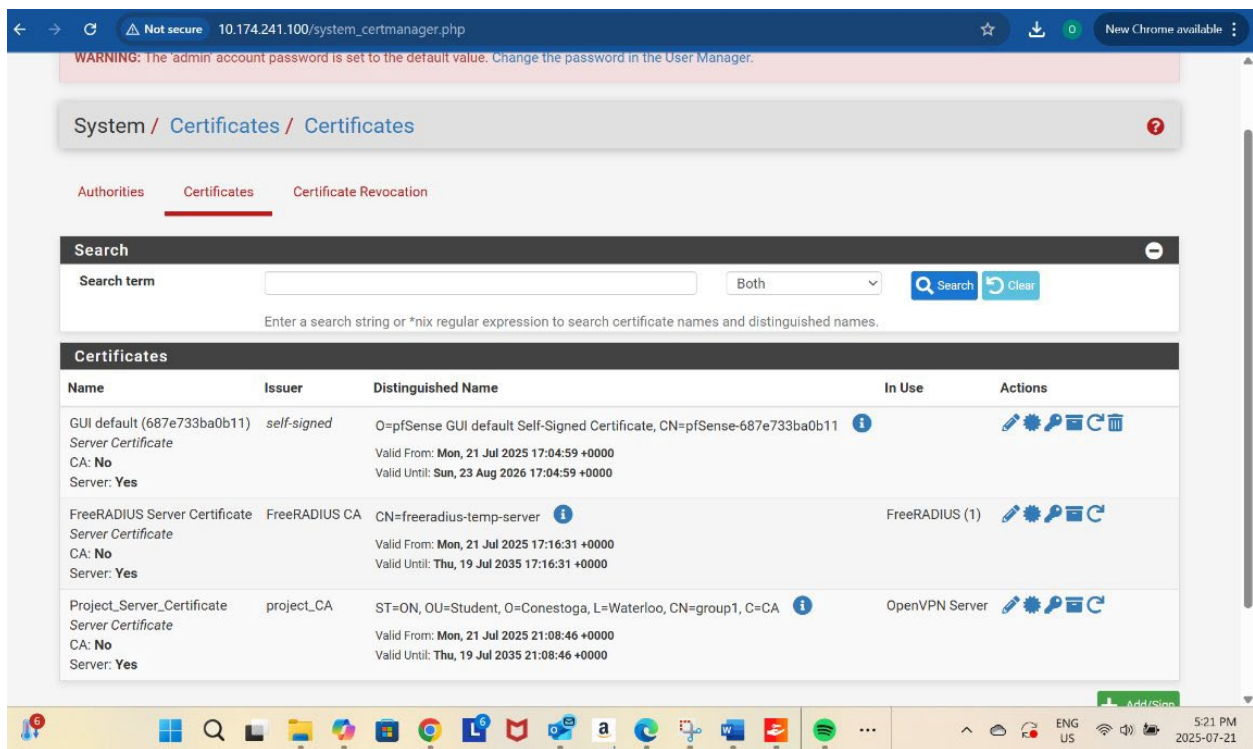 Not secure 10.174.241.100/system_certmanager.php New Chrome available
WARNING: The 'admin' account password is set to the default value. Change the password in the User Manager.
System / Certificates / Certificates
Authorities Certificates Certificate Revocation
Search
Search term Both Search Clear
Enter a search string or *nix regular expression to search certificate names and distinguished names.
Certificates
Name Issuer Distinguished Name In Use Actions
GUI default (687e733ba0b11) self-signed O=pfSense GUI default Self-Signed Certificate, CN=pfSense-687e733ba0b11
Server Certificate
CA: No
Server: Yes
Valid From: Mon, 21 Jul 2025 17:04:59 +0000
Valid Until: Sun, 23 Aug 2026 17:04:59 +0000
FreeRADIUS Server Certificate FreeRADIUS CA CN=freeradius-temp-server FreeRADIUS (1)
Server Certificate
CA: No
Server: Yes
Valid From: Mon, 21 Jul 2025 17:16:31 +0000
Valid Until: Thu, 19 Jul 2035 17:16:31 +0000
Project_Server_Certificate project_CA ST=ON, OU=Student, O=Conestoga, L=Waterloo, CN=group1, C=CA OpenVPN Server
Server Certificate
CA: No
Server: Yes
Valid From: Mon, 21 Jul 2025 21:08:46 +0000
Valid Until: Thu, 19 Jul 2035 21:08:46 +0000
Add/Sign
ENG
US
5:21 PM
2025-07-21